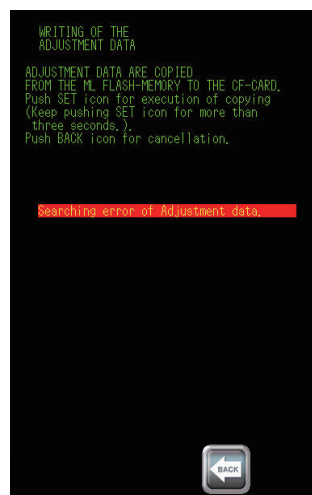 WRITING OF THE
ADJUSTMENT DATA
ADJUSTMENT DATA ARE COPIED
FROM THE ML FLASH-MEMORY TO THE CF-CARD.
Push SET icon for execution of copying
(Keep pushing SET icon for more than
three seconds.).
Push BACK icon for cancellation.
Searching error of Adjustment data.
BACK